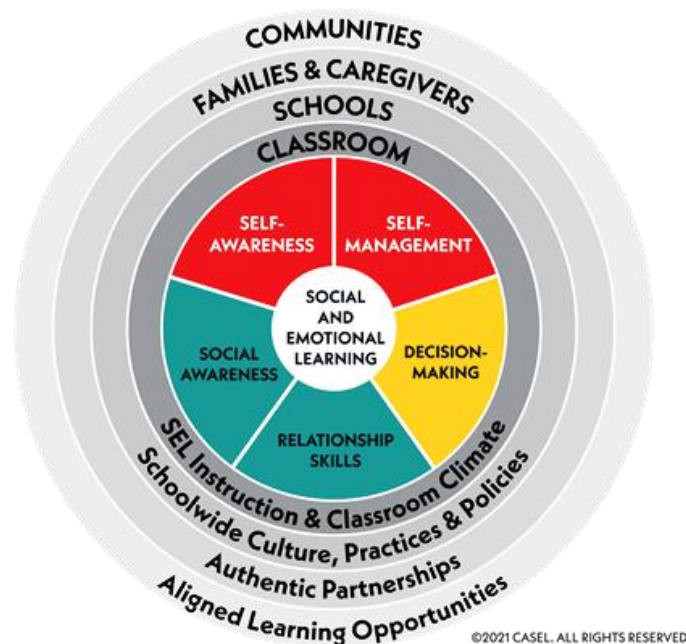 COMMUNITIES
FAMILIES & CAREGIVERS
SCHOOLS
CLASSROOM
SELF-
AWARENESS
SELF-
MANAGEMENT
SOCIAL
AND
EMOTIONAL
LEARNING
SOCIAL
AWARENESS
DECISION-
MAKING
RELATIONSHIP
SKILLS
SEL Instruction & Classroom Climate
Schoolwide Culture, Practices & Policies
Authentic Partnerships
Aligned Learning Opportunities
©2021 CASEL. ALL RIGHTS RESERVED